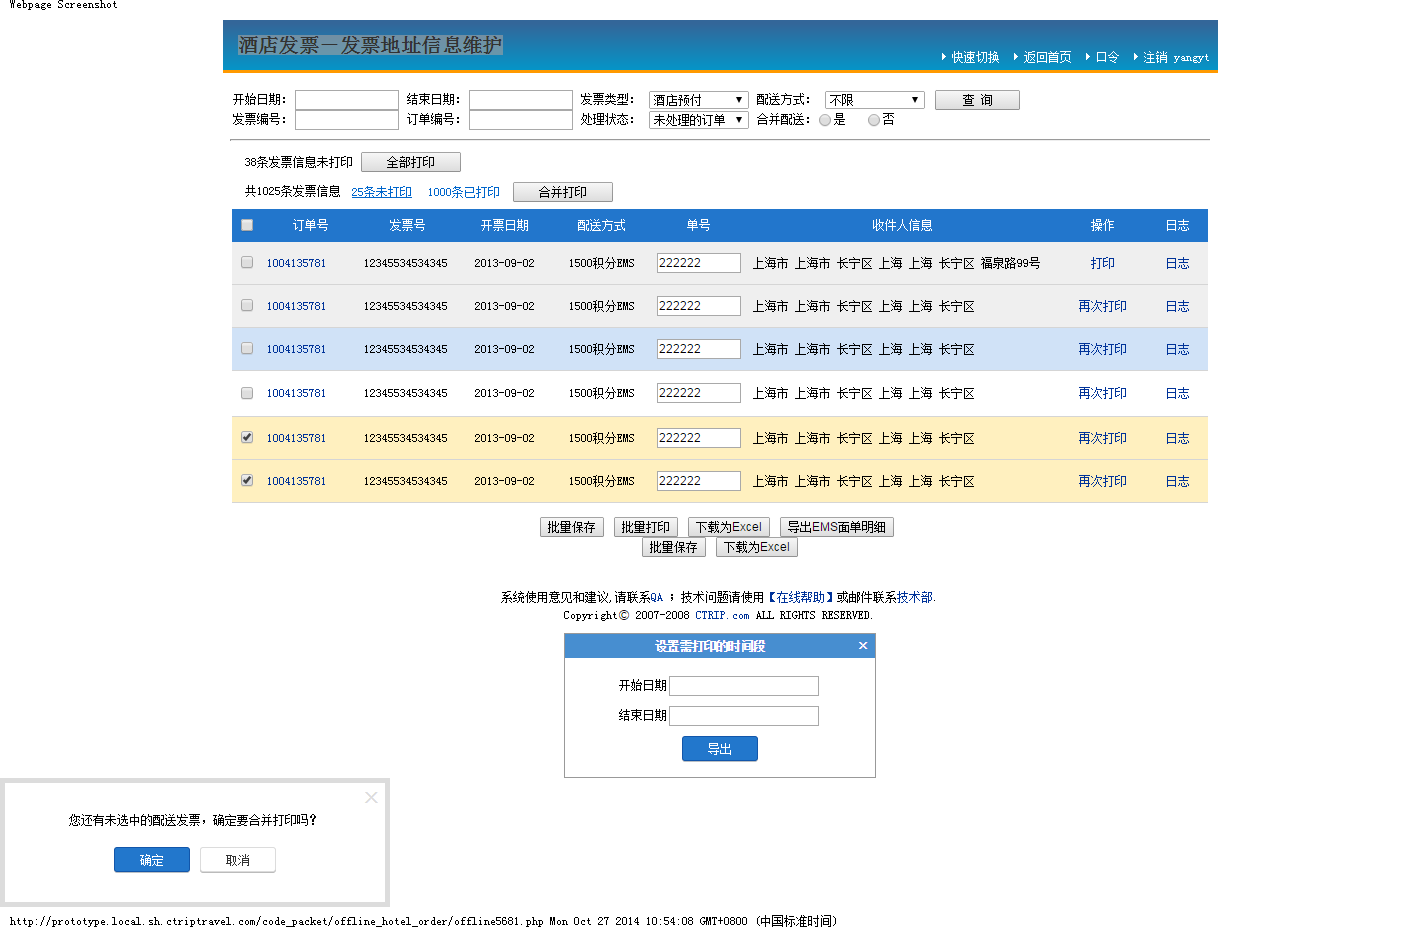 Webpage Screenshot
酒店发票－发票地址信息维护
快速切换 返回首页 口令 注销 yangyt
开始日期： 结束日期： 发票类型： 酒店预付 配送方式： 不限 查 询
发票编号： 订单编号： 处理状态： 未处理的订单 合并配送： 是 否
38条发票信息未打印 全部打印
共1025条发票信息 25条未打印 1000条已打印 合并打印
订单号 发票号 开票日期 配送方式 单号 收件人信息 操作 日志
1004135781 12345534534345 2013-09-02 1500积分EMS 222222 上海市 上海市 长宁区 上海 上海 长宁区 福泉路99号 打印 日志
1004135781 12345534534345 2013-09-02 1500积分EMS 222222 上海市 上海市 长宁区 上海 上海 长宁区 再次打印 日志
1004135781 12345534534345 2013-09-02 1500积分EMS 222222 上海市 上海市 长宁区 上海 上海 长宁区 再次打印 日志
1004135781 12345534534345 2013-09-02 1500积分EMS 222222 上海市 上海市 长宁区 上海 上海 长宁区 再次打印 日志
1004135781 12345534534345 2013-09-02 1500积分EMS 222222 上海市 上海市 长宁区 上海 上海 长宁区 再次打印 日志
1004135781 12345534534345 2013-09-02 1500积分EMS 222222 上海市 上海市 长宁区 上海 上海 长宁区 再次打印 日志
批量保存 批量打印 下载为Excel 导出EMS面单明细
批量保存 下载为Excel
系统使用意见和建议,请联系QA ；技术问题请使用【在线帮助】或邮件联系技术部.
Copyright© 2007-2008 CTRIP.com ALL RIGHTS RESERVED.
设置需打印的时间段 ×
开始日期
结束日期
导出
您还有未选中的配送发票，确定要合并打印吗？
确定 取消
http://prototype.local.sh.ctriptravel.com/code_packet/offline_hotel_order/offline5681.php Mon Oct 27 2014 10:54:08 GMT+0800 (中国标准时间)